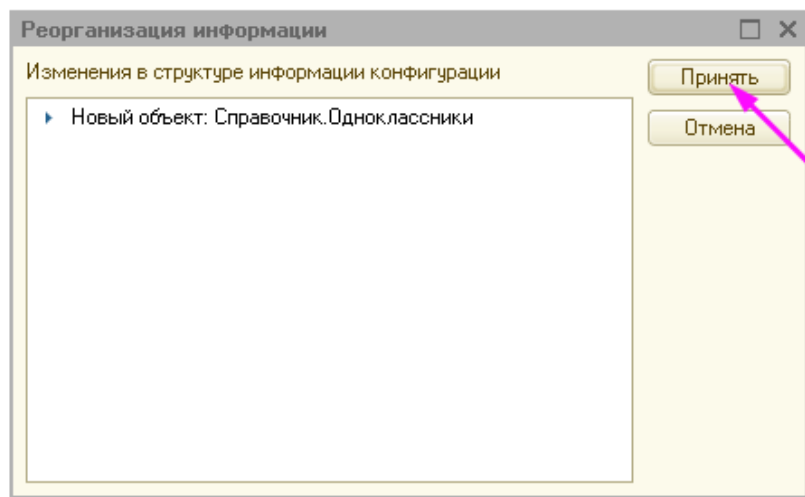 Реорганизация информации
Изменения в структуре информации конфигурации
Принять
Новый объект: Справочник.Одноклассники
Отмена